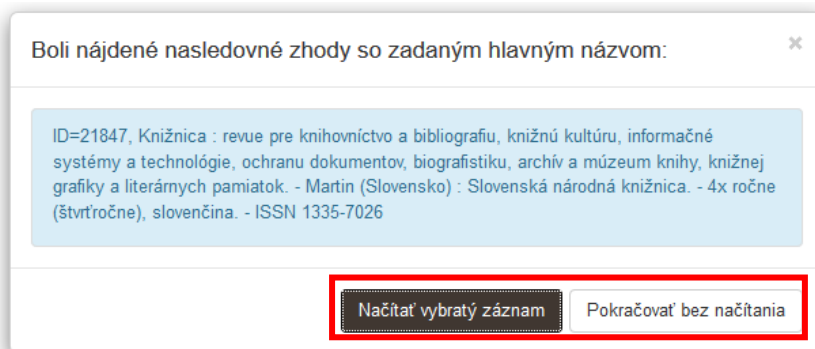 Boli nájdené nasledovné zhody so zadaným hlavným názvom:
ID=21847, Knižnica : revue pre knihovníctvo a bibliografiu, knižnú kultúru, informačné
systémy a technológie, ochranu dokumentov, biografistiku, archív a múzeum knihy, knižnej
grafiky a literárnych pamiatok. - Martin (Slovensko) : Slovenská národná knižnica. - 4x ročne
(štvrťročne), slovenčina. - ISSN 1335-7026
Načítať vybratý záznam Pokračovať bez načítania